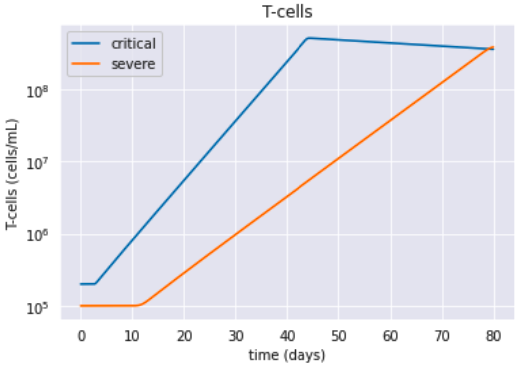 T-cells
critical
severe
T-cells (cells/mL)
10⁸
10⁷
10⁶
10⁵
0 10 20 30 40 50 60 70 80
time (days)